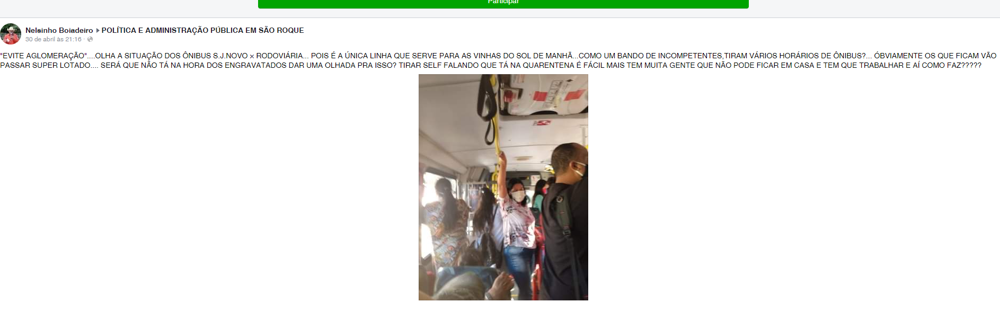 Participar
Nelsinho Boiadeiro ▸ POLÍTICA E ADMINISTRAÇÃO PÚBLICA EM SÃO ROQUE
30 de abril às 21:16 ·
"EVITE AGLOMERAÇÃO"....OLHA A SITUAÇÃO DOS ÔNIBUS S.J.NOVO × RODOVIÁRIA... POIS É A ÚNICA LINHA QUE SERVE PARA AS VINHAS DO SOL DE MANHÃ...COMO UM BANDO DE INCOMPETENTES,TIRAM VÁRIOS HORÁRIOS DE ÔNIBUS?... ÓBVIAMENTE OS QUE FICAM VÃO
PASSAR SUPER LOTADO.... SERÁ QUE NÃO TÁ NA HORA DOS ENGRAVATADOS DAR UMA OLHADA PRA ISSO? TIRAR SELF FALANDO QUE TÁ NA QUARENTENA É FÁCIL MAIS TEM MUITA GENTE QUE NÃO PODE FICAR EM CASA E TEM QUE TRABALHAR E AÍ COMO FAZ?????